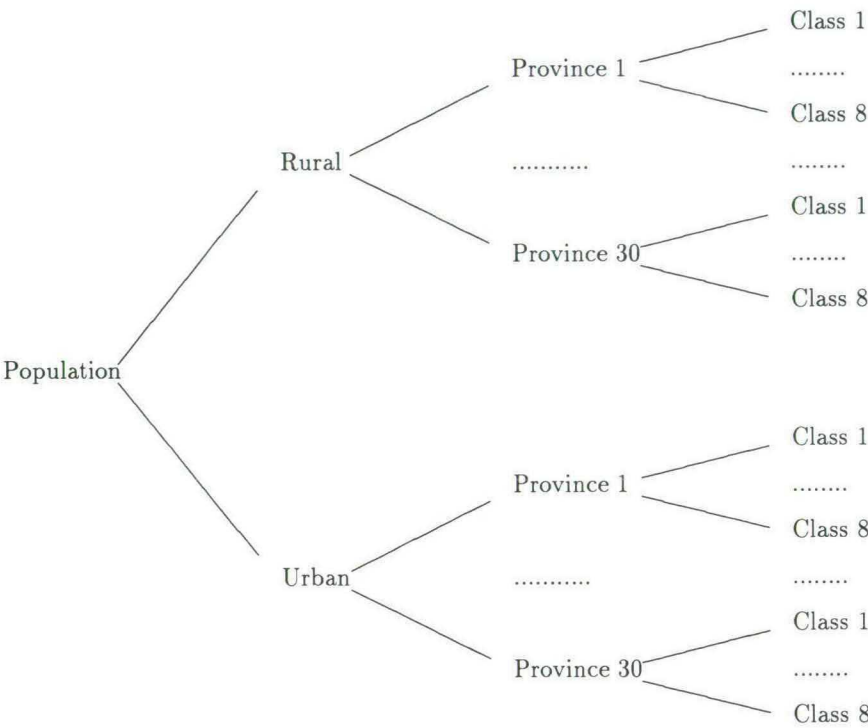 Class 1
Province 1
........
Class 8
Rural
...........
........
Class 1
Province 30
........
Class 8
Population
Class 1
Province 1
........
Class 8
Urban
...........
........
Class 1
Province 30
........
Class 8